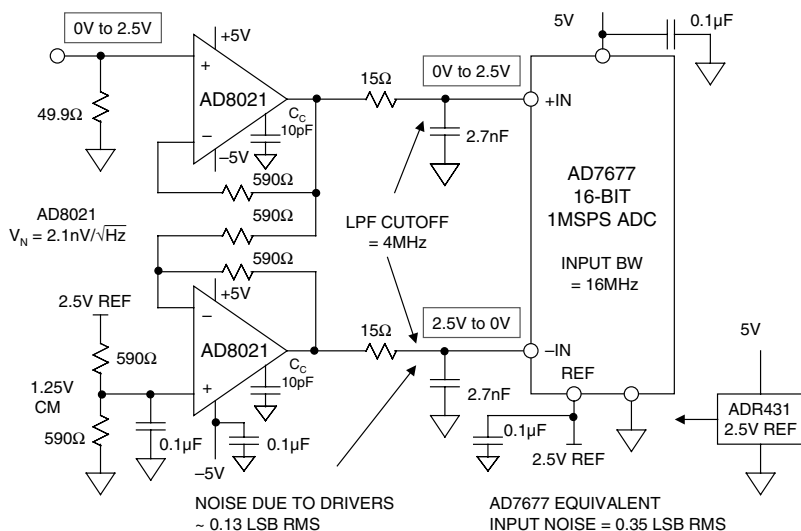 0V to 2.5V
+5V
+
AD8021
−
−5V
49.9Ω
C_C
10pF
590Ω
590Ω
590Ω
15Ω
0V to 2.5V
2.7nF
5V
0.1µF
+IN
AD7677
16-BIT
1MSPS ADC
INPUT BW
= 16MHz
AD8021
V_N = 2.1nV/√Hz
LPF CUTOFF
= 4MHz
2.5V REF
590Ω
1.25V
CM
590Ω
0.1µF
+5V
−
AD8021
+
−5V
0.1µF
C_C
10pF
15Ω
2.5V to 0V
2.7nF
−IN
REF
0.1µF
2.5V REF
5V
ADR431
2.5V REF
NOISE DUE TO DRIVERS
~ 0.13 LSB RMS
AD7677 EQUIVALENT
INPUT NOISE = 0.35 LSB RMS